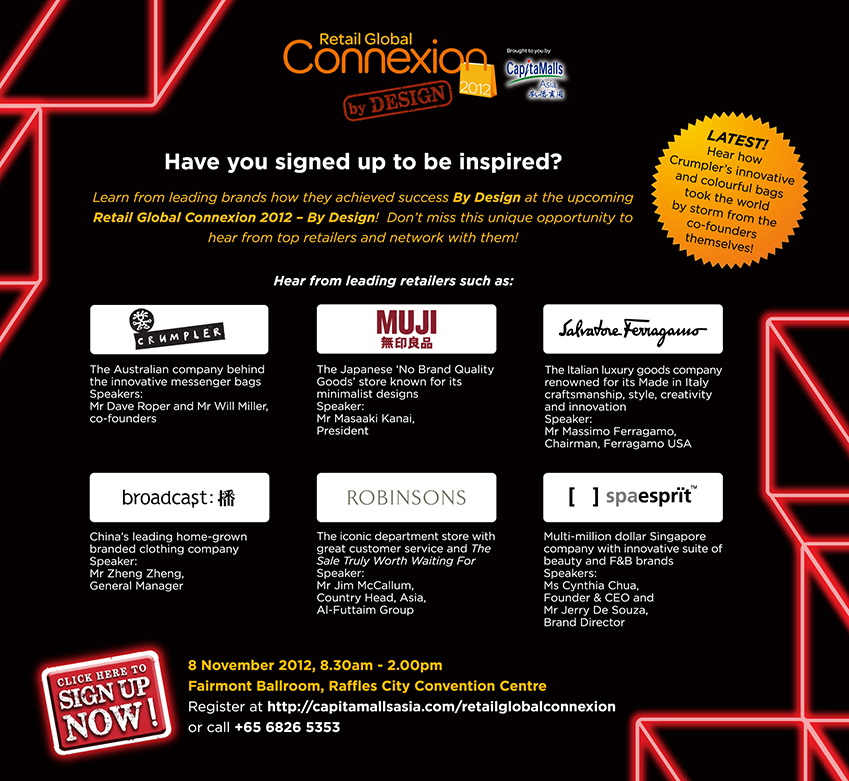 Retail Global
Connexion
2012
by DESIGN
Brought to you by
CapitaMalls
Asia
凯德商用
Have you signed up to be inspired?
Learn from leading brands how they achieved success By Design at the upcoming
Retail Global Connexion 2012 – By Design!  Don't miss this unique opportunity to
hear from top retailers and network with them!
LATEST!
Hear how
Crumpler's innovative
and colourful bags
took the world
by storm from the
co-founders
themselves!
Hear from leading retailers such as:
CRUMPLER
The Australian company behind
the innovative messenger bags
Speakers:
Mr Dave Roper and Mr Will Miller,
co-founders
MUJI
無印良品
The Japanese 'No Brand Quality
Goods' store known for its
minimalist designs
Speaker:
Mr Masaaki Kanai,
President
Salvatore Ferragamo
The Italian luxury goods company
renowned for its Made in Italy
craftsmanship, style, creativity
and innovation
Speaker:
Mr Massimo Ferragamo,
Chairman, Ferragamo USA
broadcast:播
China's leading home-grown
branded clothing company
Speaker:
Mr Zheng Zheng,
General Manager
ROBINSONS
The iconic department store with
great customer service and The
Sale Truly Worth Waiting For
Speaker:
Mr Jim McCallum,
Country Head, Asia,
Al-Futtaim Group
[ ] spaesprit™
Multi-million dollar Singapore
company with innovative suite of
beauty and F&B brands
Speakers:
Ms Cynthia Chua,
Founder & CEO and
Mr Jerry De Souza,
Brand Director
CLICK HERE TO
SIGN UP
NOW!
8 November 2012, 8.30am - 2.00pm
Fairmont Ballroom, Raffles City Convention Centre
Register at http://capitamallsasia.com/retailglobalconnexion
or call +65 6826 5353